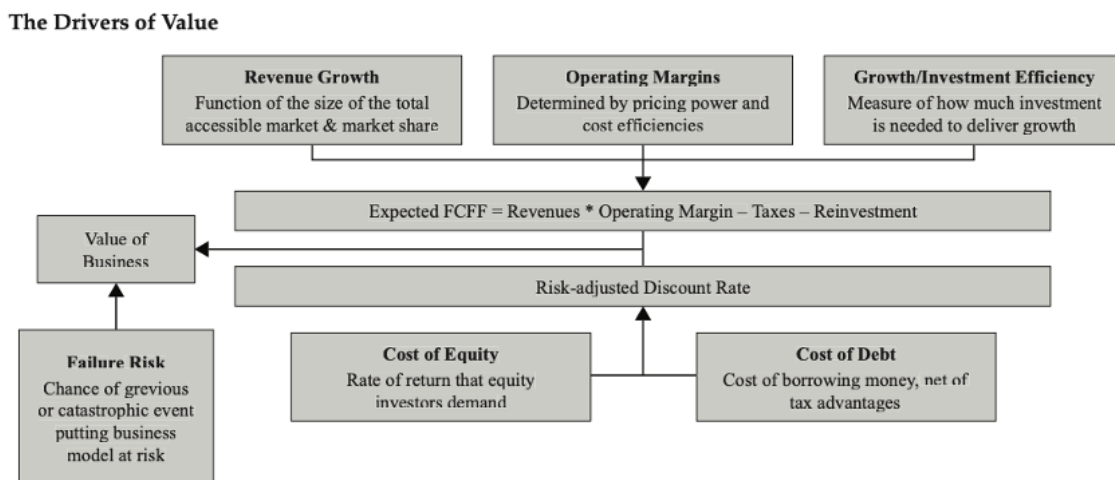 The Drivers of Value
Revenue Growth
Function of the size of the total
accessible market & market share
Operating Margins
Determined by pricing power and
cost efficiencies
Growth/Investment Efficiency
Measure of how much investment
is needed to deliver growth
Expected FCFF = Revenues * Operating Margin – Taxes – Reinvestment
Value of
Business
Risk-adjusted Discount Rate
Failure Risk
Chance of grevious
or catastrophic event
putting business
model at risk
Cost of Equity
Rate of return that equity
investors demand
Cost of Debt
Cost of borrowing money, net of
tax advantages